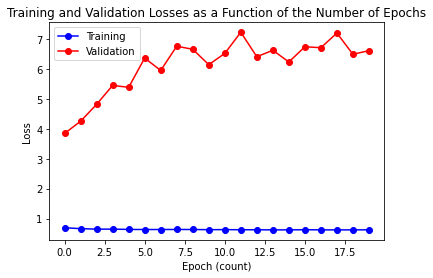 Training and Validation Losses as a Function of the Number of Epochs
Training
Validation
7
6
5
4
3
2
1
Loss
0.0 2.5 5.0 7.5 10.0 12.5 15.0 17.5
Epoch (count)